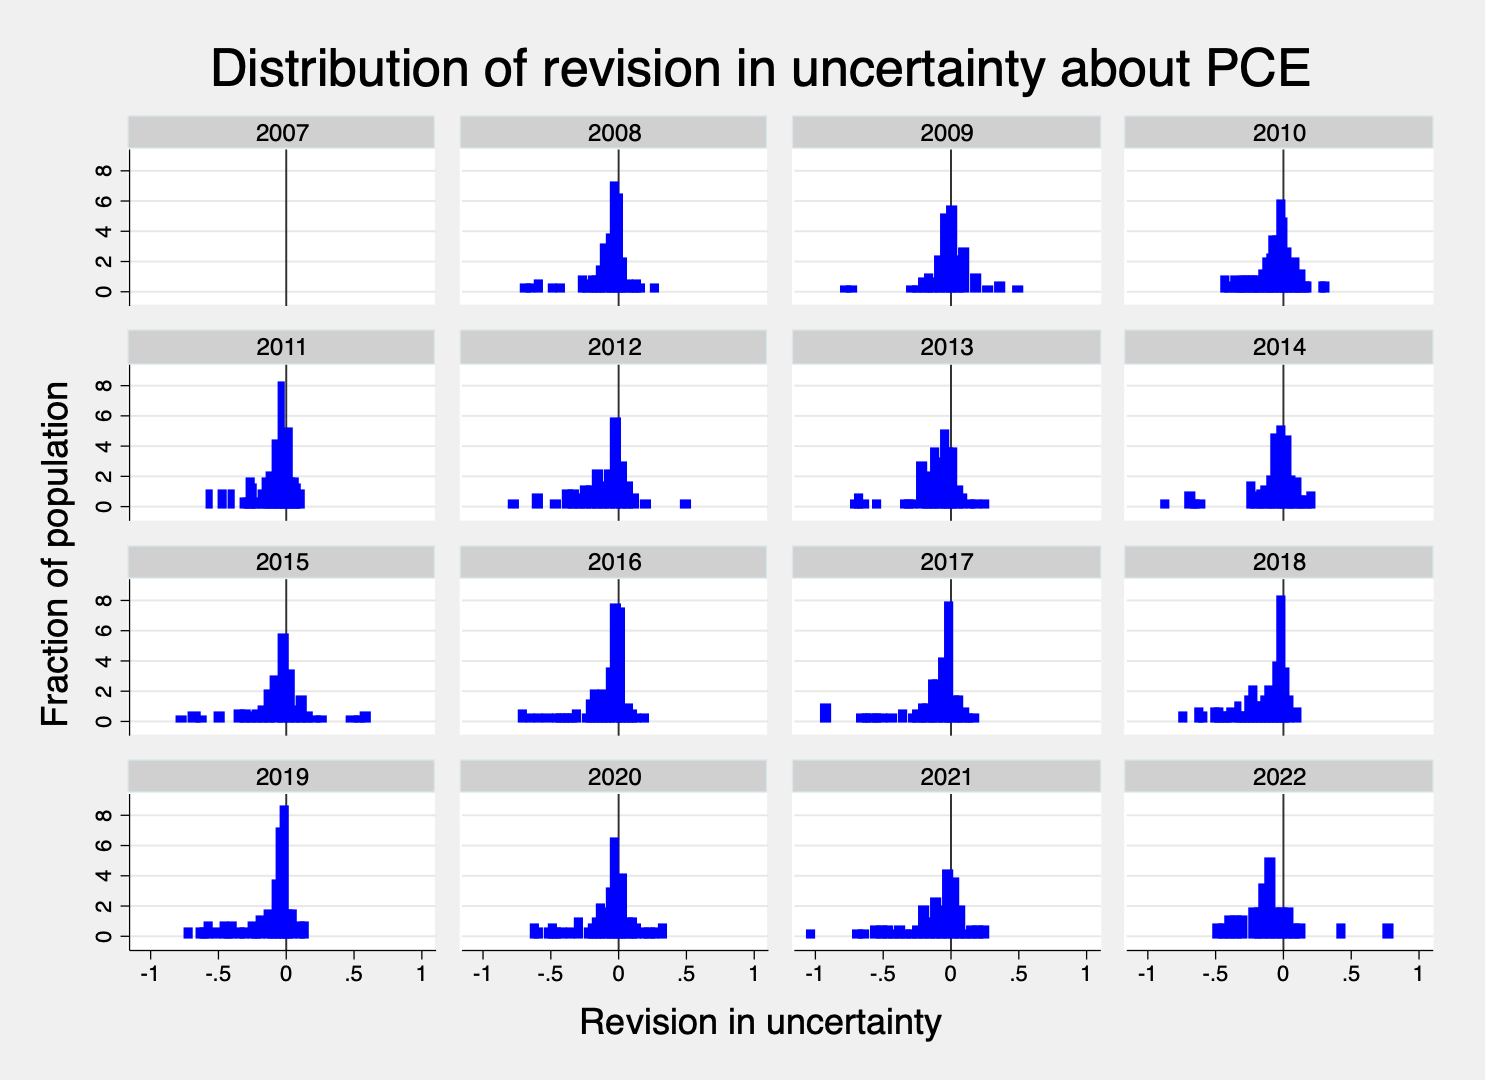 Distribution of revision in uncertainty about PCE
2007 2008 2009 2010
8
6
4
2
0
2011 2012 2013 2014
8
6
4
2
0
2015 2016 2017 2018
8
6
4
2
0
2019 2020 2021 2022
8
6
4
2
0
-1 -.5 0 .5 1 -1 -.5 0 .5 1 -1 -.5 0 .5 1 -1 -.5 0 .5 1
Fraction of population
Revision in uncertainty